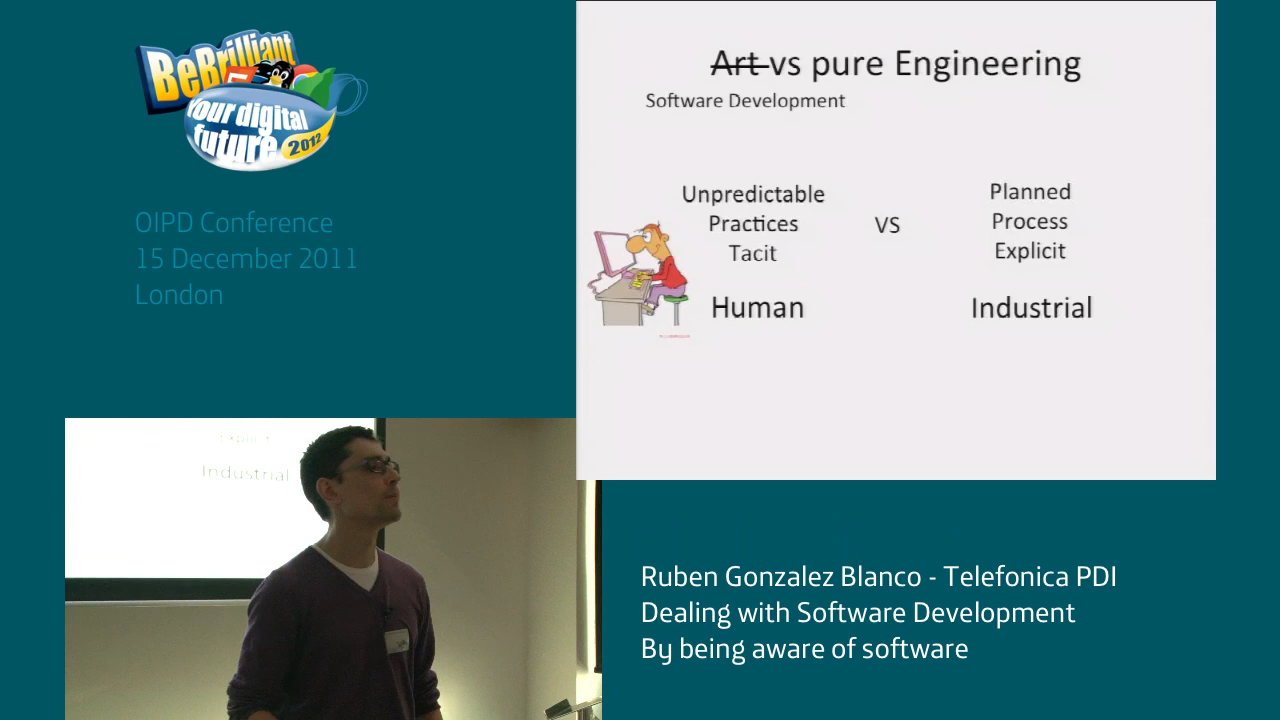 BeBrilliant
Your digital
future
2012
OIPD Conference
15 December 2011
London
Art vs pure Engineering
Software Development
Unpredictable
Practices
Tacit
VS
Planned
Process
Explicit
Human
Industrial
Explicit
Industrial
Ruben Gonzalez Blanco - Telefonica PDI
Dealing with Software Development
By being aware of software